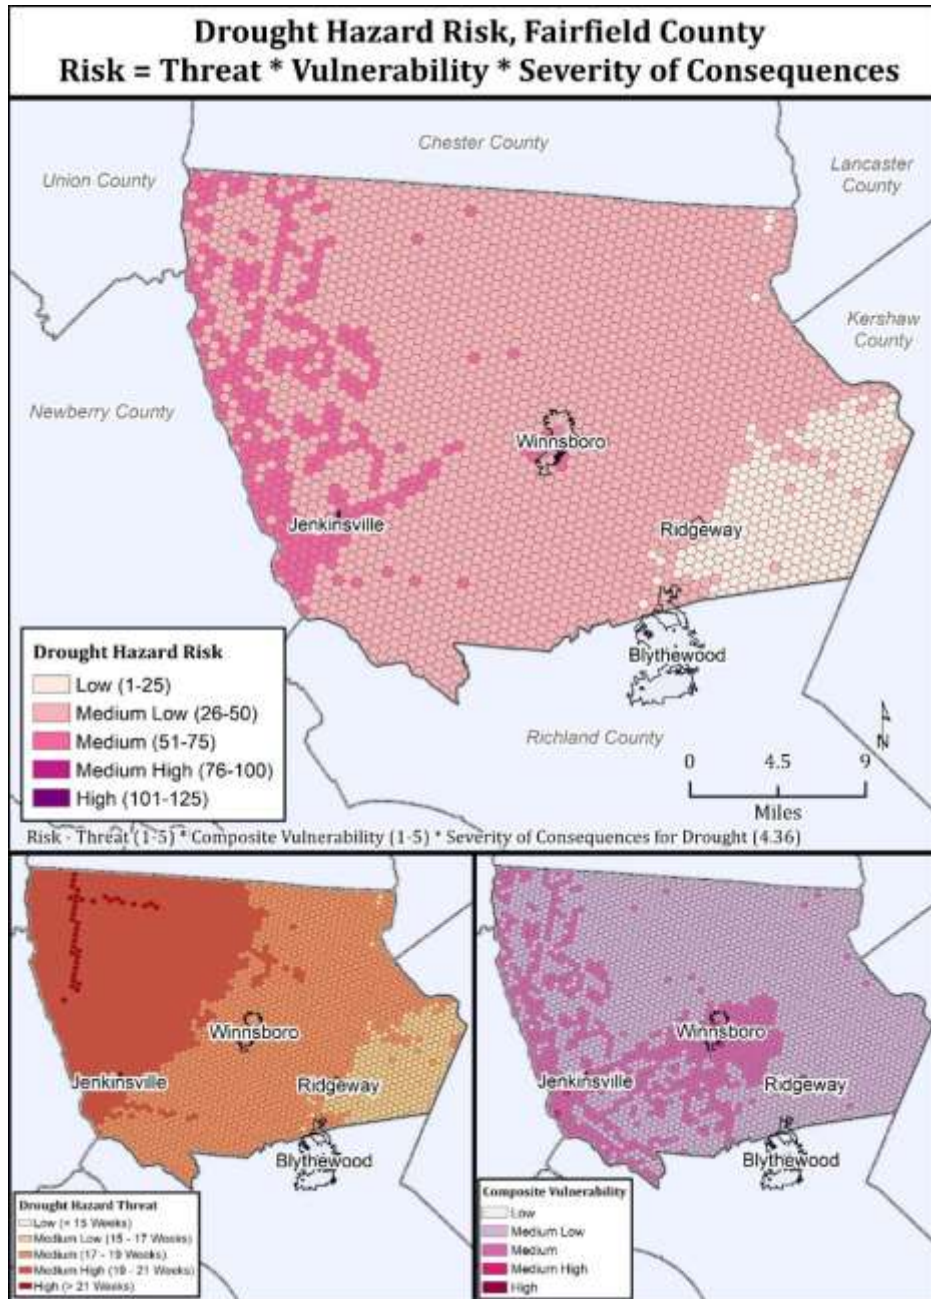 Drought Hazard Risk, Fairfield County
Risk = Threat * Vulnerability * Severity of Consequences
Chester County
Union County
Lancaster
County
Kershaw
County
Newberry County
Winnsboro
Jenkinsville
Ridgeway
Blythewood
Richland County
Drought Hazard Risk
Low (1-25)
Medium Low (26-50)
Medium (51-75)
Medium High (76-100)
High (101-125)
N
0 4.5 9
Miles
Risk - Threat (1-5) * Composite Vulnerability (1-5) * Severity of Consequences for Drought (4.36)
Winnsboro
Jenkinsville
Ridgeway
Blythewood
Drought Hazard Threat
Low (< 15 Weeks)
Medium Low (15 - 17 Weeks)
Medium (17 - 19 Weeks)
Medium High (19 - 21 Weeks)
High (> 21 Weeks)
Winnsboro
Jenkinsville
Ridgeway
Blythewood
Composite Vulnerability
Low
Medium Low
Medium
Medium High
High